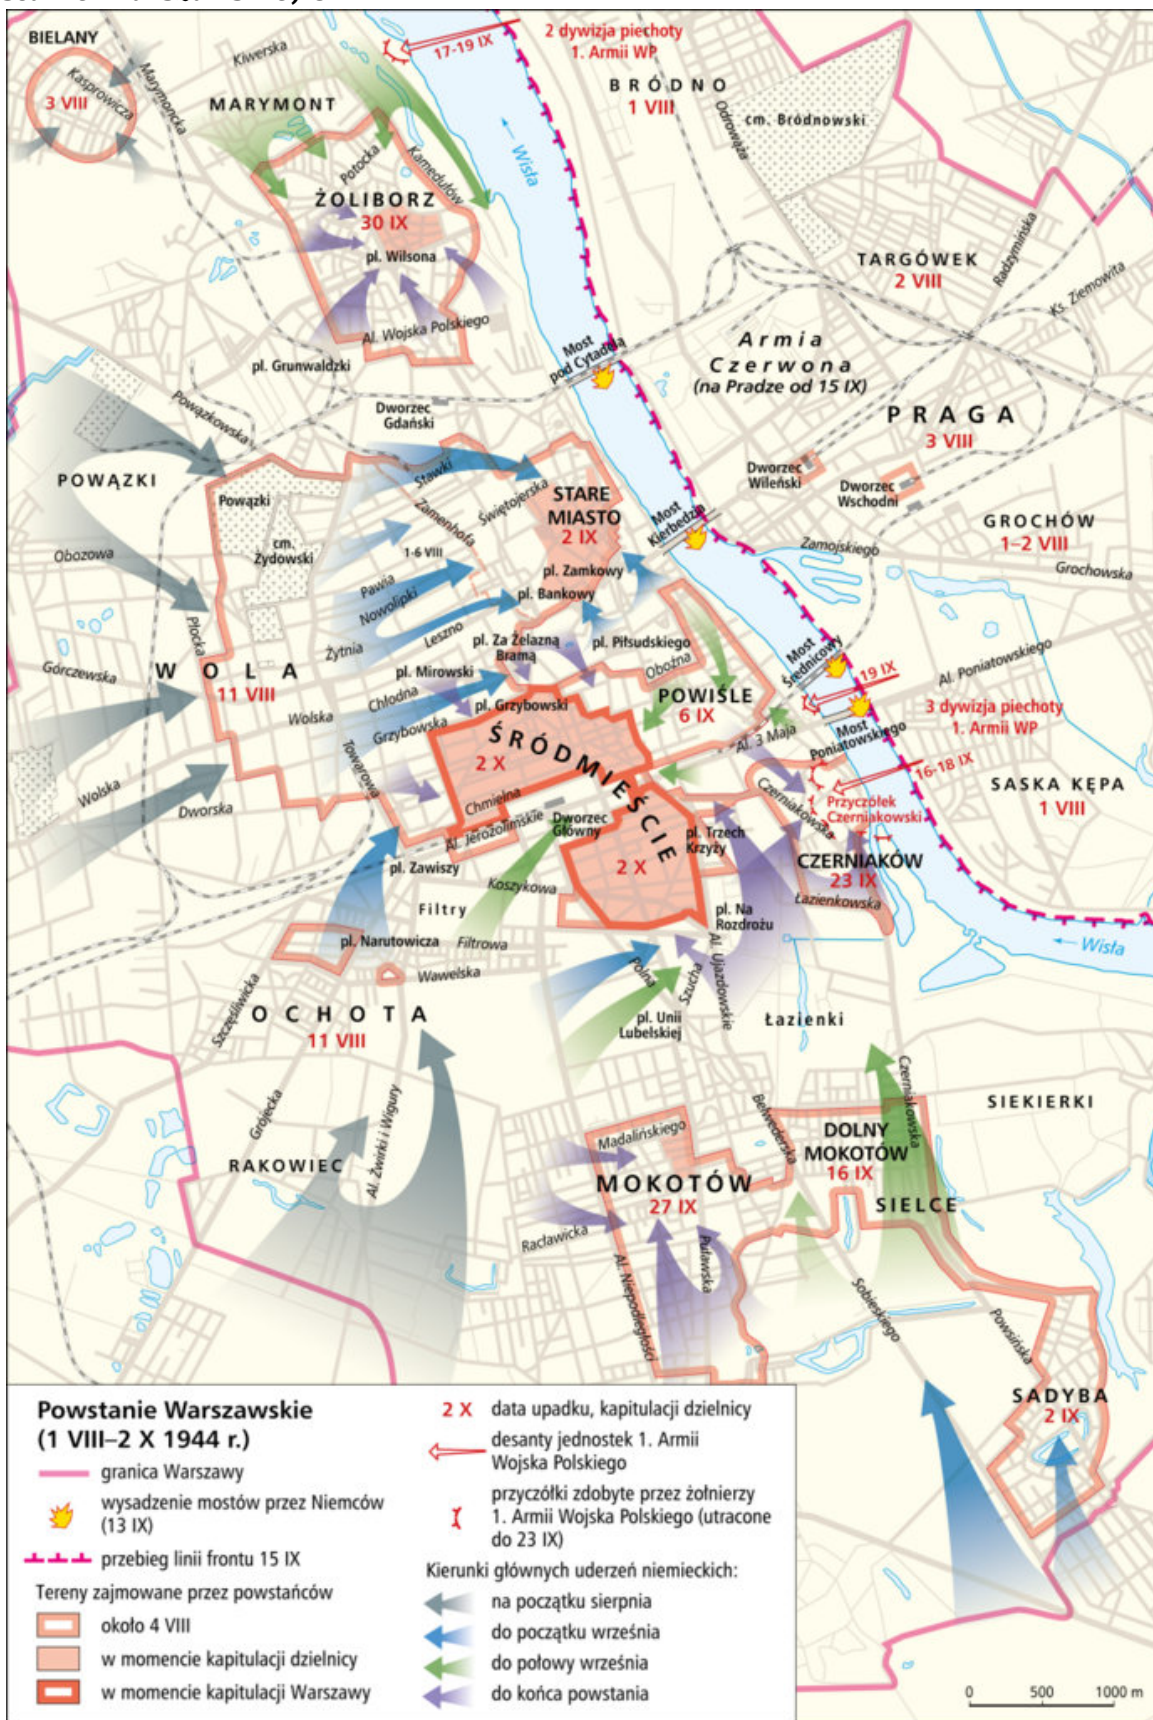 BIELANY
3 VIII
Kasprowicza
Marymoncka
Kiwerska
MARYMONT
17-19 IX
2 dywizja piechoty
1. Armii WP
BRÓDNO
1 VIII
Odrowąża
cm. Bródnowski
Wisła
Potocka
Kamedułów
ŻOLIBORZ
30 IX
pl. Wilsona
TARGÓWEK
2 VIII
Radzymińska
Ks. Ziemowita
Al. Wojska Polskiego
pl. Grunwaldzki
Most
pod Cytadelą
Armia
Czerwona
(na Pradze od 15 IX)
Dworzec
Gdański
Powązkowska
PRAGA
3 VIII
POWĄZKI
Powązki
Stawki
Zamenhofa
Świętojerska
STARE
MIASTO
2 IX
Dworzec
Wileński
Dworzec
Wschodni
Most
Kierbedzia
GROCHÓW
1–2 VIII
Zamojskiego
Grochowska
Obozowa
cm.
Żydowski
1-6 VIII
Pawia
Nowolipki
pl. Zamkowy
pl. Bankowy
Płocka
Żytnia
Leszno
pl. Za Żelazną
Bramą
pl. Piłsudskiego
Oboźna
Most
Średnicowy
Górczewska
WOLA
11 VIII
pl. Mirowski
Chłodna
Wolska
Grzybowska
pl. Grzybowski
POWIŚLE
6 IX
19 IX
Al. Poniatowskiego
3 dywizja piechoty
1. Armii WP
Al. 3 Maja
Most
Poniatowskiego
ŚRÓDMIEŚCIE
2 X
Towarowa
Chmielna
16-18 IX
Wolska
Dworska
Al. Jerozolimskie
Dworzec
Główny
Czerniakowska
Przyczółek
Czerniakowski
SASKA KĘPA
1 VIII
pl. Trzech
Krzyży
2 X
pl. Zawiszy
Koszykowa
CZERNIAKÓW
23 IX
Łazienkowska
Filtry
pl. Na
Rozdrożu
pl. Narutowicza
Filtrowa
Wawelska
Wisła
Polna
Szucha
Al. Ujazdowskie
Szczęśliwicka
OCHOTA
11 VIII
pl. Unii
Lubelskiej
Łazienki
Grójecka
Al. Żwirki i Wigury
RAKOWIEC
Czerniakowska
SIEKIERKI
Belwederska
Madalińskiego
DOLNY
MOKOTÓW
16 IX
MOKOTÓW
27 IX
SIELCE
Racławicka
Puławska
Al. Niepodległości
Sobieskiego
Powsińska
SADYBA
2 IX
Powstanie Warszawskie
(1 VIII–2 X 1944 r.)
granica Warszawy
wysadzenie mostów przez Niemców
(13 IX)
przebieg linii frontu 15 IX
Tereny zajmowane przez powstańców
około 4 VIII
w momencie kapitulacji dzielnicy
w momencie kapitulacji Warszawy
2 X data upadku, kapitulacji dzielnicy
desanty jednostek 1. Armii
Wojska Polskiego
przyczółki zdobyte przez żołnierzy
1. Armii Wojska Polskiego (utracone
do 23 IX)
Kierunki głównych uderzeń niemieckich:
na początku sierpnia
do początku września
do połowy września
do końca powstania
0 500 1000 m